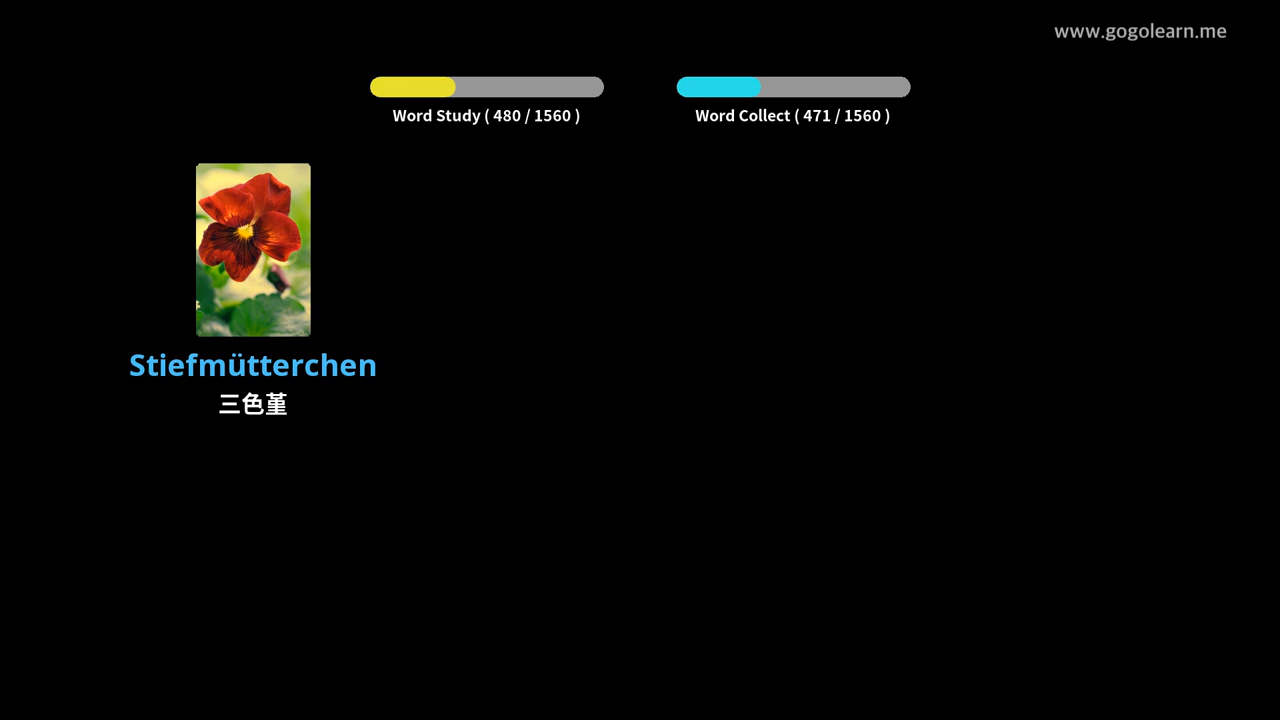 www.gogolearn.me
Word Study ( 480 / 1560 )
Word Collect ( 471 / 1560 )
Stiefmütterchen
三色堇